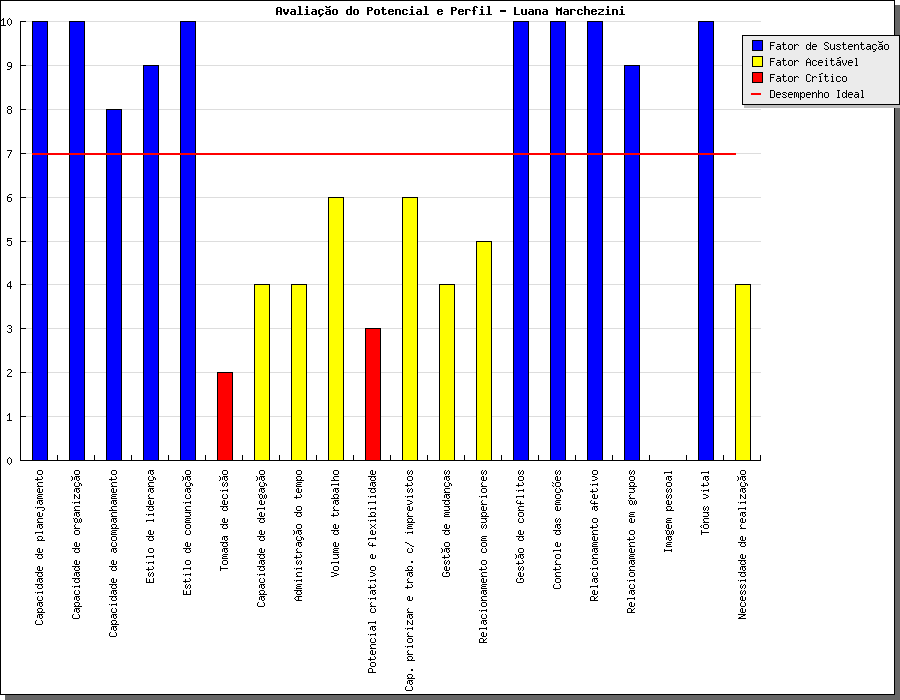 Avaliação do Potencial e Perfil - Luana Marchezini
Fator de Sustentação
Fator Aceitável
Fator Crítico
Desempenho Ideal
10
9
8
7
6
5
4
3
2
1
0
Capacidade de planejamento
Capacidade de organização
Capacidade de acompanhamento
Estilo de liderança
Estilo de comunicação
Tomada de decisão
Capacidade de delegação
Administração do tempo
Volume de trabalho
Potencial criativo e flexibilidade
Cap. priorizar e trab. c/ imprevistos
Gestão de mudanças
Relacionamento com superiores
Gestão de conflitos
Controle das emoções
Relacionamento afetivo
Relacionamento em grupos
Imagem pessoal
Tônus vital
Necessidade de realização